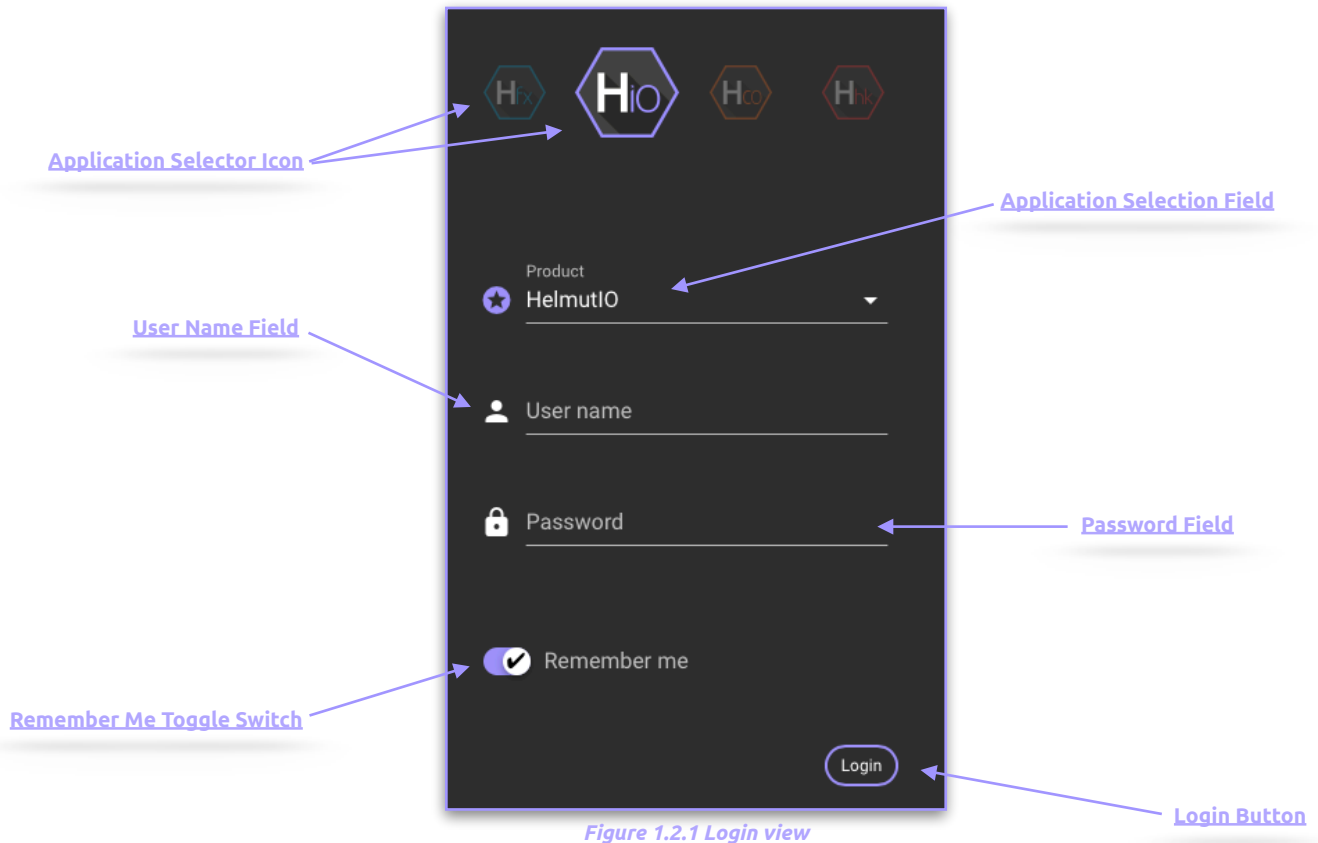 Hfx
HiO
Hco
Hhk
Application Selector Icon
Application Selection Field
Product
HelmutIO
User Name Field
User name
Password
Password Field
Remember me
Remember Me Toggle Switch
Login
Login Button
Figure 1.2.1 Login view